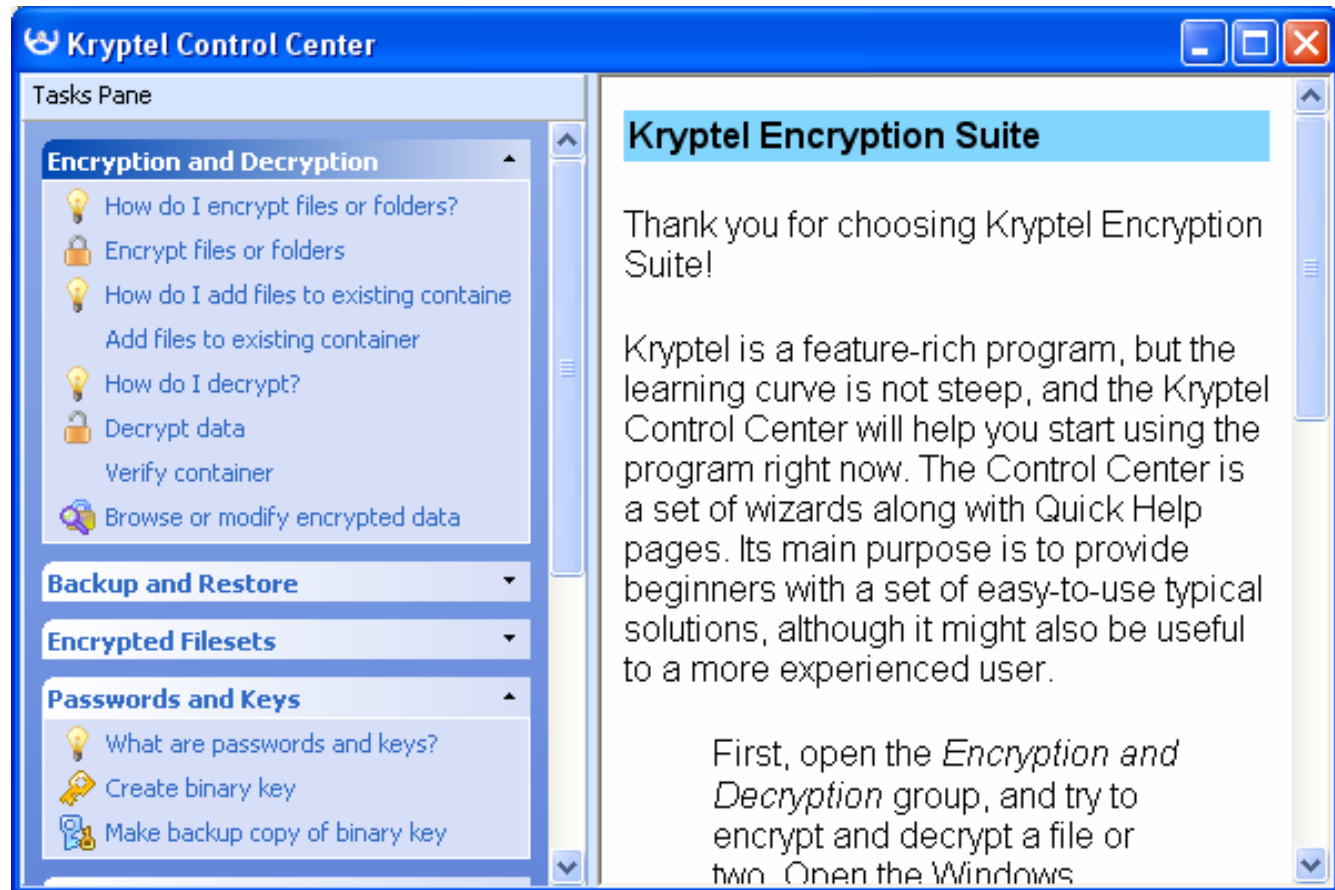 Kryptel Control Center
Tasks Pane
Encryption and Decryption
How do I encrypt files or folders?
Encrypt files or folders
How do I add files to existing containe
Add files to existing container
How do I decrypt?
Decrypt data
Verify container
Browse or modify encrypted data
Backup and Restore
Encrypted Filesets
Passwords and Keys
What are passwords and keys?
Create binary key
Make backup copy of binary key
Kryptel Encryption Suite
Thank you for choosing Kryptel Encryption
Suite!
Kryptel is a feature-rich program, but the
learning curve is not steep, and the Kryptel
Control Center will help you start using the
program right now. The Control Center is
a set of wizards along with Quick Help
pages. Its main purpose is to provide
beginners with a set of easy-to-use typical
solutions, although it might also be useful
to a more experienced user.
First, open the Encryption and
Decryption group, and try to
encrypt and decrypt a file or
two. Open the Windows